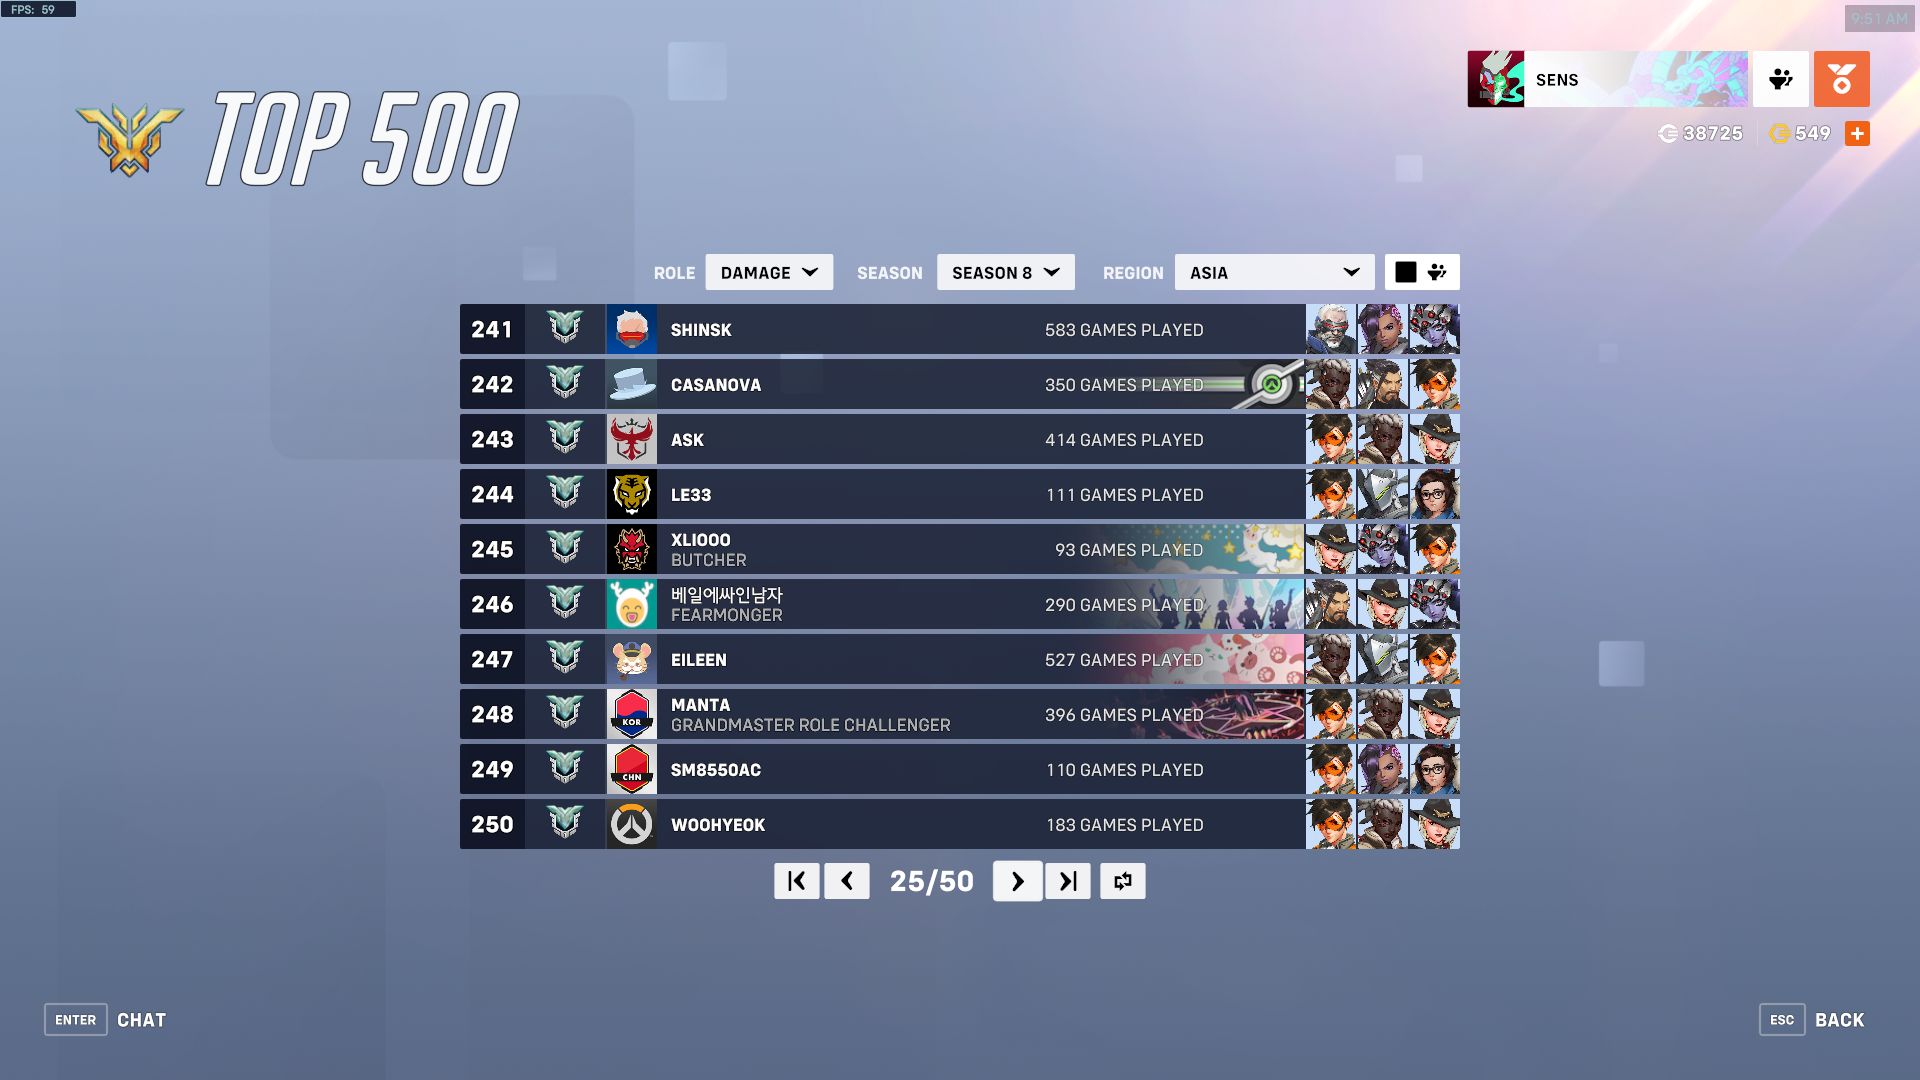 FPS: 59
9:51 AM
TOP 500
SENS
38725
549
ROLE DAMAGE SEASON SEASON 8 REGION ASIA
241 SHINSK 583 GAMES PLAYED
242 CASANOVA 350 GAMES PLAYED
243 ASK 414 GAMES PLAYED
244 LE33 111 GAMES PLAYED
245 XLIOOO 93 GAMES PLAYED
BUTCHER
246 베일에싸인남자 290 GAMES PLAYED
FEARMONGER
247 EILEEN 527 GAMES PLAYED
248 KOR MANTA 396 GAMES PLAYED
GRANDMASTER ROLE CHALLENGER
249 CHN SM8550AC 110 GAMES PLAYED
250 WOOHYEOK 183 GAMES PLAYED
25/50
ENTER CHAT
ESC BACK